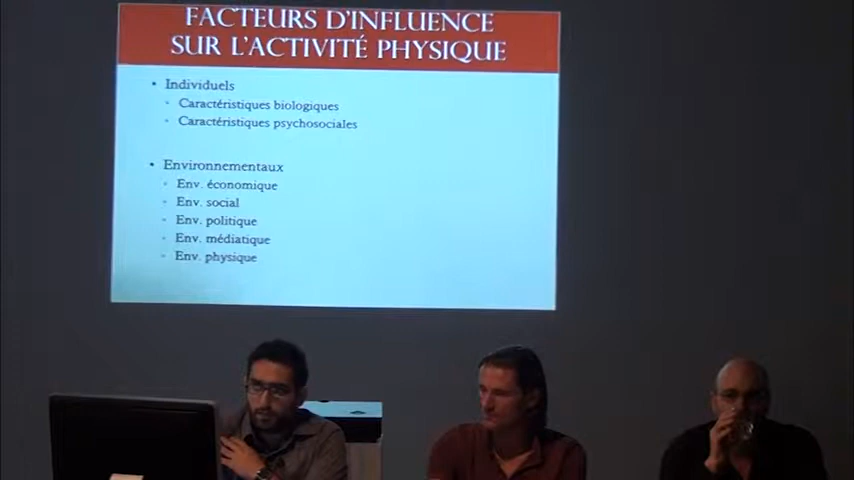 FACTEURS D'INFLUENCE
SUR L'ACTIVITÉ PHYSIQUE
• Individuels
• Caractéristiques biologiques
• Caractéristiques psychosociales
• Environnementaux
• Env. économique
• Env. social
• Env. politique
• Env. médiatique
• Env. physique